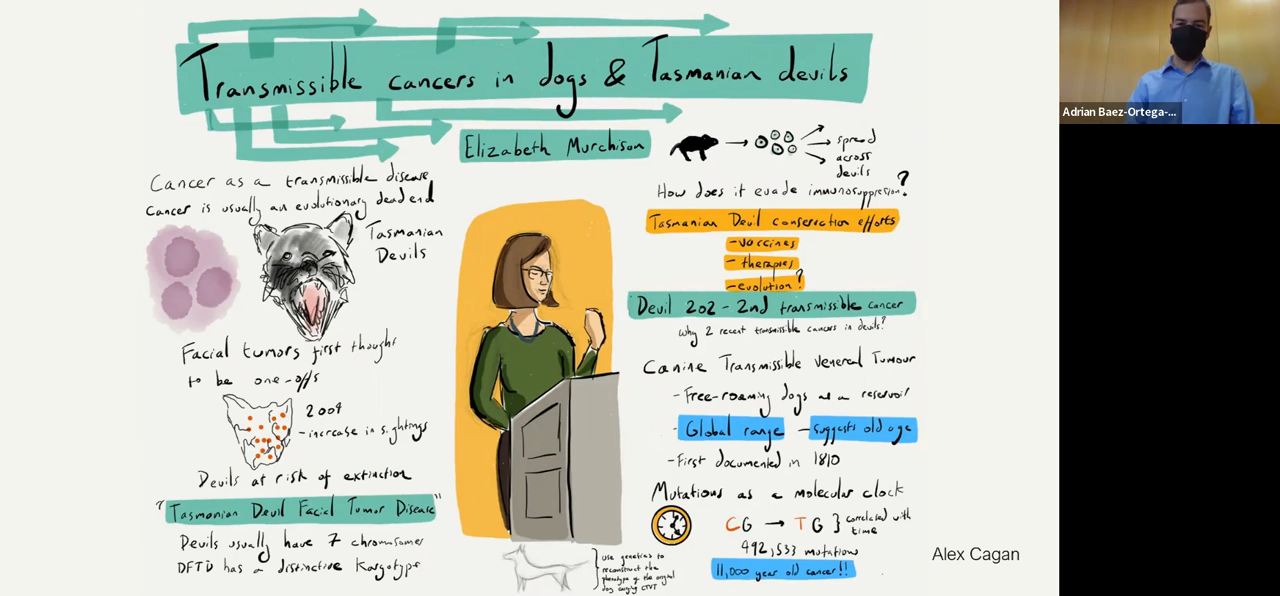 Transmissible cancers in dogs & Tasmanian devils
Elizabeth Murchison
Cancer as a transmissible disease
Cancer is usually an evolutionary dead end
Tasmanian
Devils
Facial tumors first thought
to be one-offs
- increase in sightings
Devils at risk of extinction
"Tasmanian Devil Facial Tumor Disease"
Devils usually have 7 chromosomes
DFTD has a distinctive karyotype
spread
across
devils
How does it evade immunosuppression?
Tasmanian Devil conservation efforts
- vaccines
- therapies
- evolution?
Devil 202 - 2nd transmissible cancer
Why 2 recent transmissible cancers in devils?
Canine Transmissible Venereal Tumour
- Free-roaming dogs as a reservoir
- Global range - suggests old age
- First documented in 1810
Mutations as a molecular clock
CG → TG } correlated with
time
492,533 mutations
11,000 year old cancer!!
use genetics to
reconstruct the
phenotype of the original
dog carrying CTVT
Alex Cagan
Adrian Baez-Ortega-...